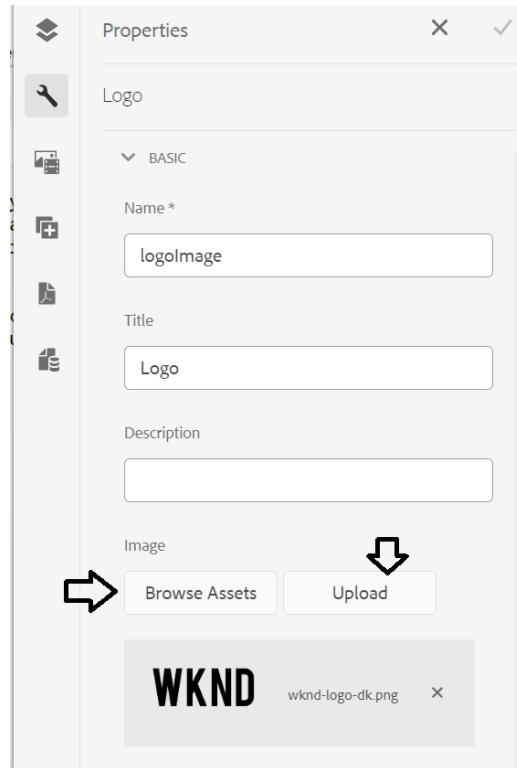 Properties
Logo
BASIC
Name *
logoImage
Title
Logo
Description
Image
Browse Assets
Upload
WKND
wknd-logo-dk.png